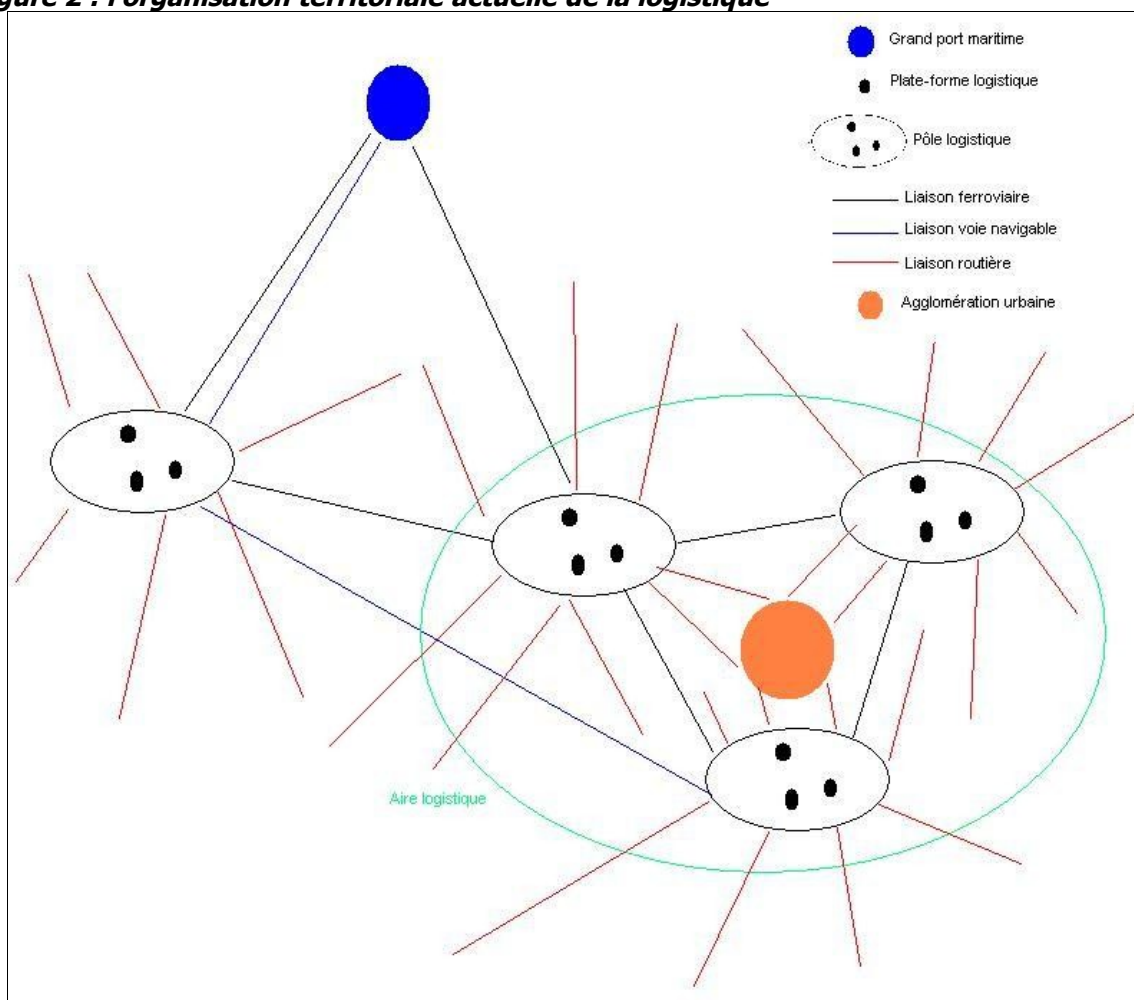 gure 2 : l'organisation territoriale actuelle de la logistique
Grand port maritime
Plate-forme logistique
Pôle logistique
Liaison ferroviaire
Liaison voie navigable
Liaison routière
Agglomération urbaine
Aire logistique